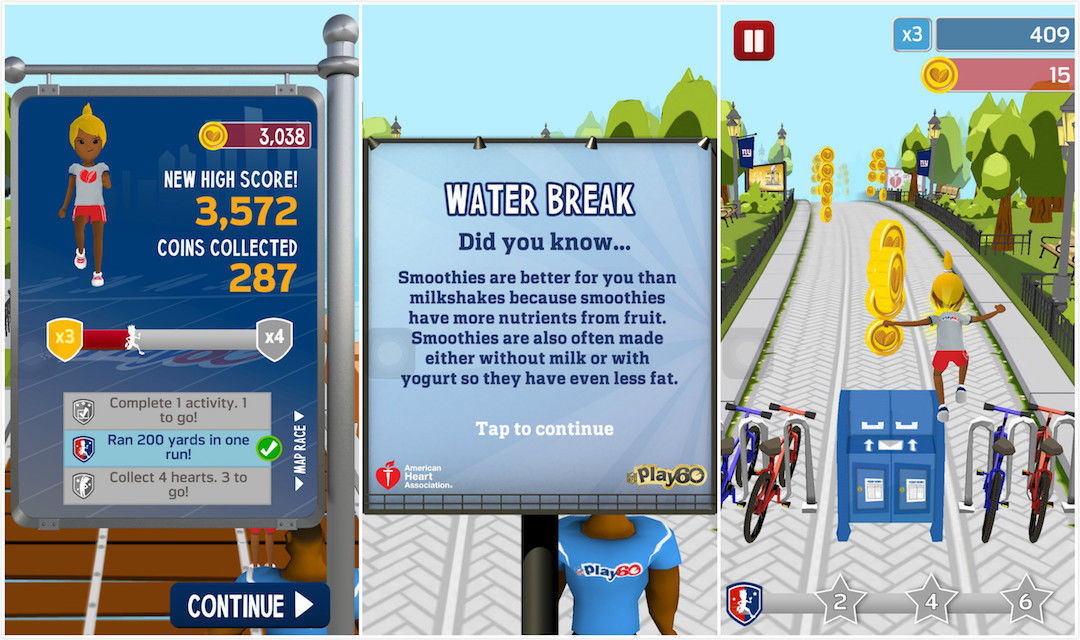 3,038
NEW HIGH SCORE!
3,572
COINS COLLECTED
287
x3
x4
Complete 1 activity. 1
to go!
Ran 200 yards in one
run!
Collect 4 hearts. 3 to
go!
MAP RACE
CONTINUE
WATER BREAK
Did you know...
Smoothies are better for you than
milkshakes because smoothies
have more nutrients from fruit.
Smoothies are also often made
either without milk or with
yogurt so they have even less fat.
Tap to continue
American
Heart
Association®
play60
play60
x3
409
15
ny
2
4
6